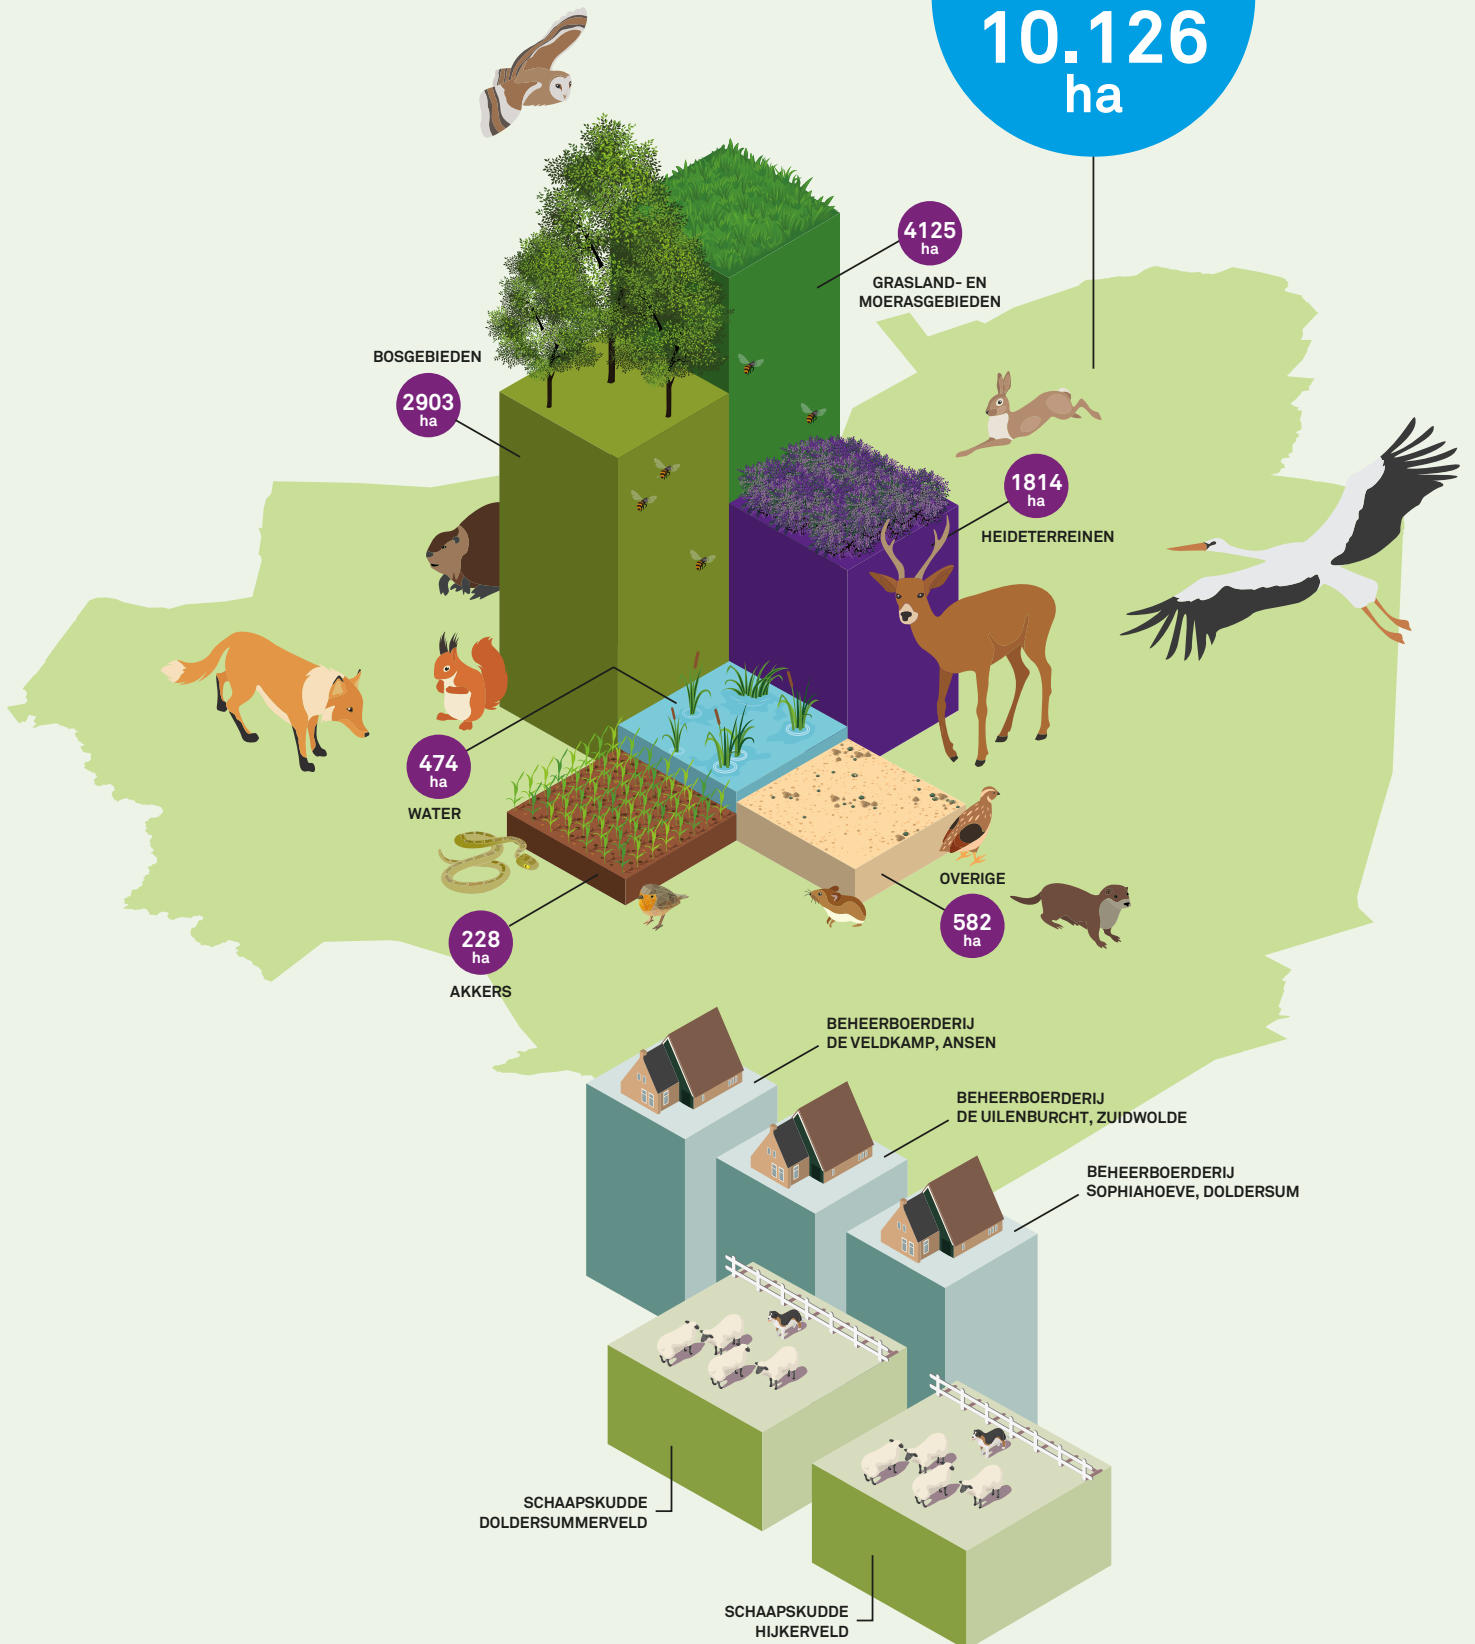 10.126
ha
4125
ha
GRASLAND- EN
MOERASGEBIEDEN
BOSGEBIEDEN
2903
ha
1814
ha
HEIDETERREINEN
474
ha
WATER
OVERIGE
582
ha
228
ha
AKKERS
BEHEERBOERDERIJ
DE VELDKAMP, ANSEN
BEHEERBOERDERIJ
DE UILENBURCHT, ZUIDWOLDE
BEHEERBOERDERIJ
SOPHIAHOEVE, DOLDERSUM
SCHAAPSKUDDE
DOLDERSUMMERVELD
SCHAAPSKUDDE
HIJKERVELD